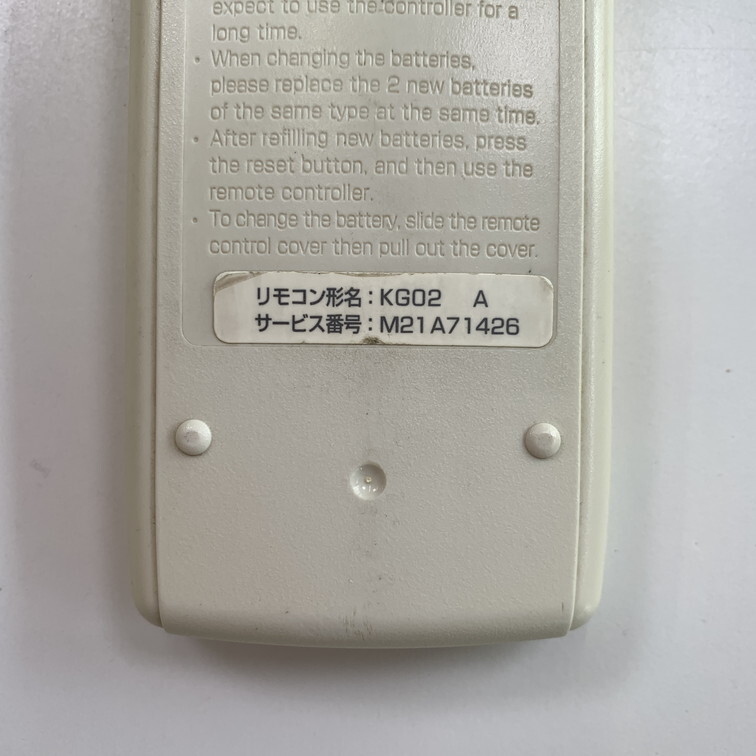 expect to use the controller for a
long time.
• When changing the batteries,
please replace the 2 new batteries
of the same type at the same time.
• After refilling new batteries, press
the reset button, and then use the
remote controller.
• To change the battery, slide the remote
control cover then pull out the cover.
リモコン形名：KG02 A
サービス番号：M21A71426